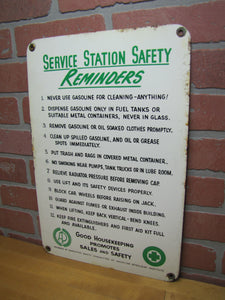 SERVICE STATION SAFETY
REMINDERS
1. NEVER USE GASOLINE FOR CLEANING-ANYTHING!
2. DISPENSE GASOLINE ONLY IN FUEL TANKS OR
SUITABLE METAL CONTAINERS, NEVER IN GLASS.
3. REMOVE GASOLINE OR OIL SOAKED CLOTHES PROMPTLY.
4. CLEAN UP SPILLED GASOLINE, AND OIL OR GREASE
SPOTS IMMEDIATELY.
5. PUT TRASH AND RAGS IN COVERED METAL CONTAINER.
6. NO SMOKING NEAR PUMPS, TANK TRUCKS OR IN LUBE ROOM.
7. RELIEVE RADIATOR PRESSURE BEFORE REMOVING CAP.
8. USE LIFT AND ITS SAFETY DEVICES PROPERLY.
9. BLOCK CAR WHEELS BEFORE RAISING ON JACK.
10. GUARD AGAINST FUMES OR EXHAUST INSIDE BUILDING.
11. WHEN LIFTING, KEEP BACK VERTICAL-BEND KNEES.
12. KEEP FIRE EXTINGUISHERS AND FIRST AID KIT FULL
AND AVAILABLE.
GOOD HOUSEKEEPING
PROMOTES
SALES AND SAFETY